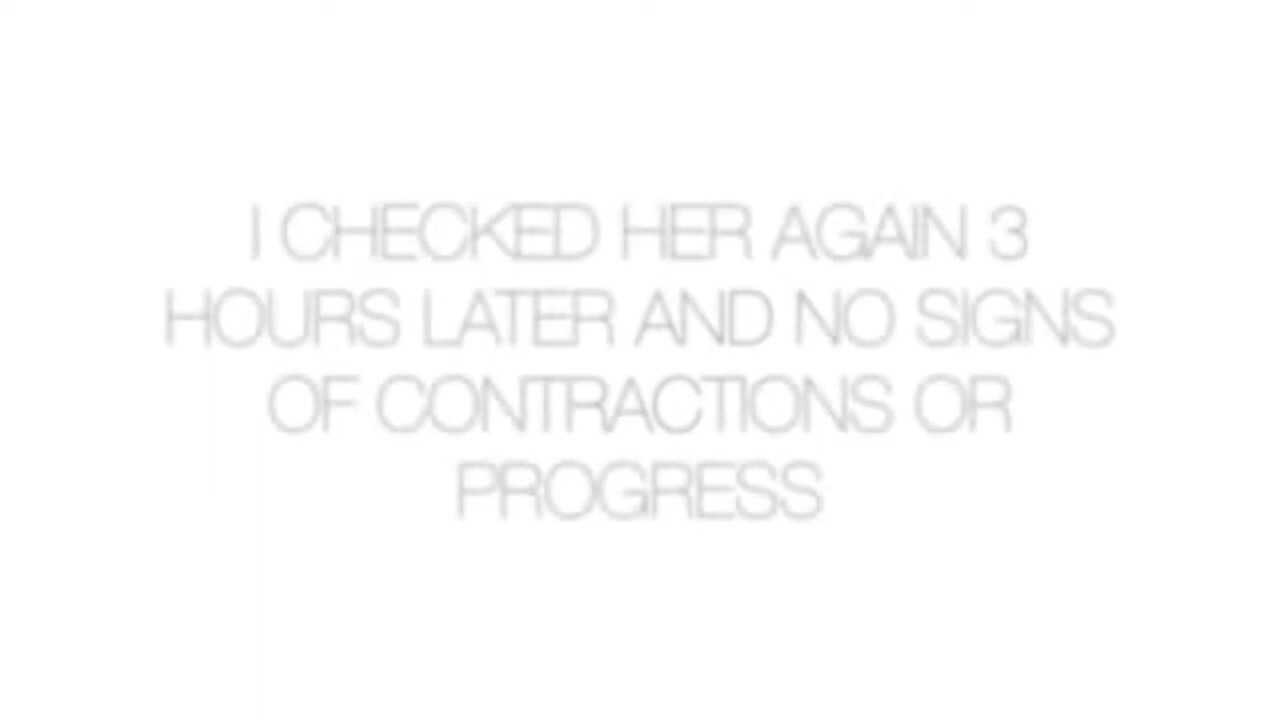 I CHECKED HER AGAIN 3
HOURS LATER AND NO SIGNS
OF CONTRACTIONS OR
PROGRESS